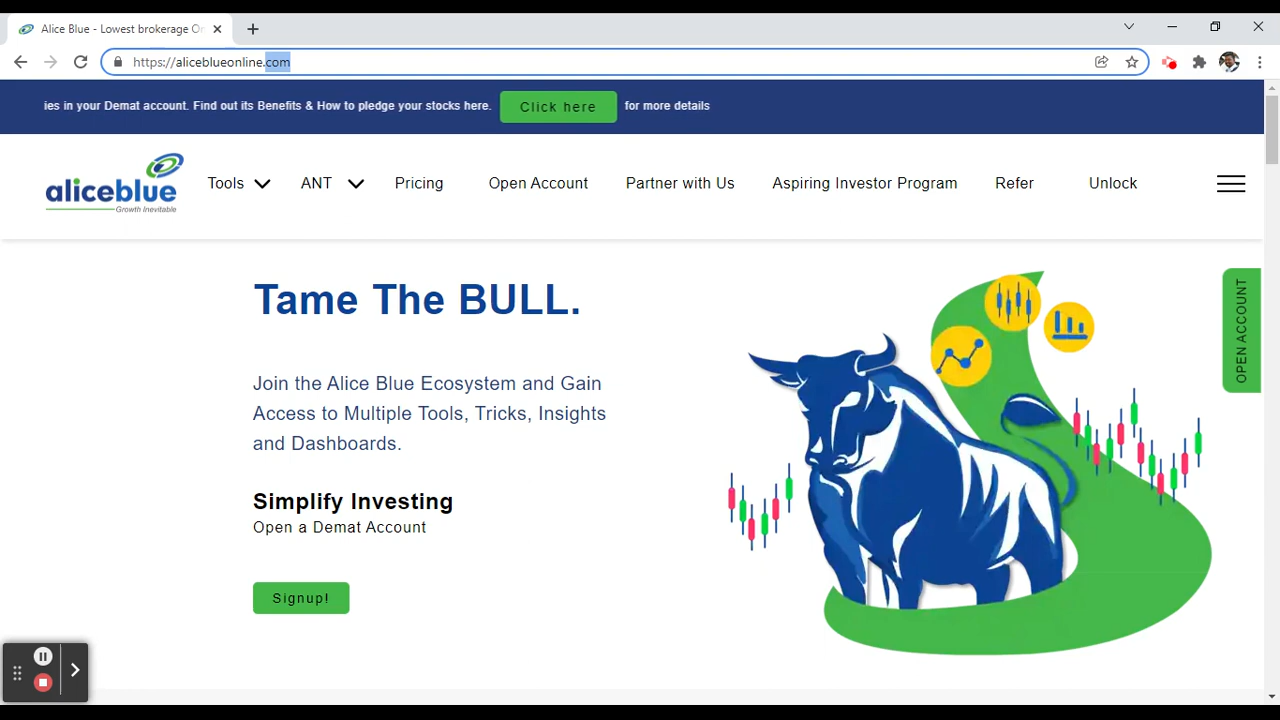 Alice Blue - Lowest brokerage On
https://aliceblueonline.com
ies in your Demat account. Find out its Benefits & How to pledge your stocks here.
Click here
for more details
aliceblue
Growth Inevitable
Tools
ANT
Pricing
Open Account
Partner with Us
Aspiring Investor Program
Refer
Unlock
Tame The BULL.
OPEN ACCOUNT
Join the Alice Blue Ecosystem and Gain
Access to Multiple Tools, Tricks, Insights
and Dashboards.
Simplify Investing
Open a Demat Account
Signup!